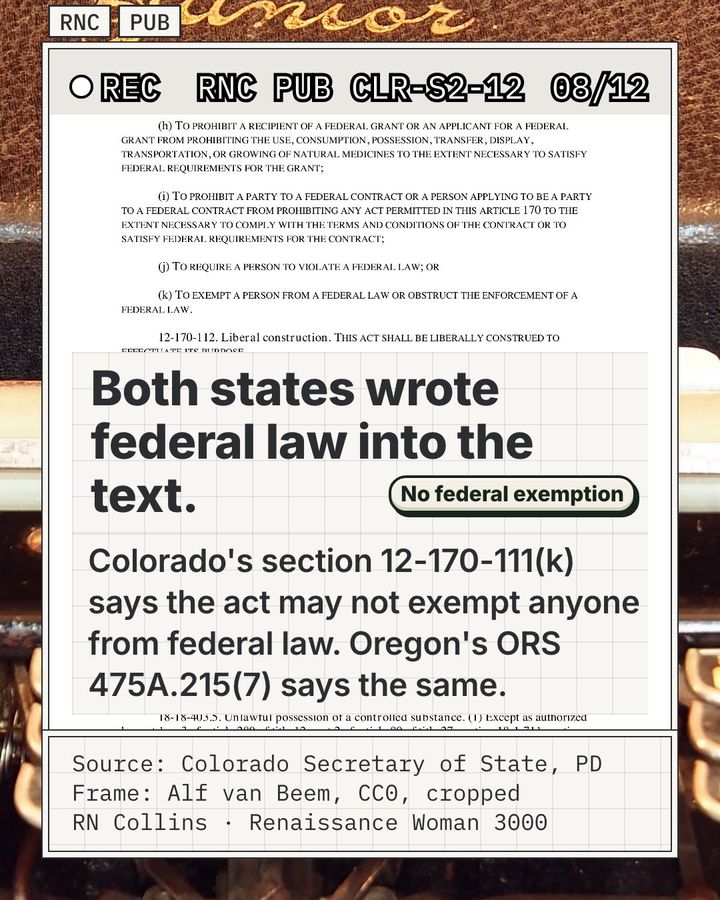 unior
RNC PUB
REC RNC PUB CLR-S2-12 08/12
(h) TO PROHIBIT A RECIPIENT OF A FEDERAL GRANT OR AN APPLICANT FOR A FEDERAL
GRANT FROM PROHIBITING THE USE, CONSUMPTION, POSSESSION, TRANSFER, DISPLAY,
TRANSPORTATION, OR GROWING OF NATURAL MEDICINES TO THE EXTENT NECESSARY TO SATISFY
FEDERAL REQUIREMENTS FOR THE GRANT;
(i) TO PROHIBIT A PARTY TO A FEDERAL CONTRACT OR A PERSON APPLYING TO BE A PARTY
TO A FEDERAL CONTRACT FROM PROHIBITING ANY ACT PERMITTED IN THIS ARTICLE 170 TO THE
EXTENT NECESSARY TO COMPLY WITH THE TERMS AND CONDITIONS OF THE CONTRACT OR TO
SATISFY FEDERAL REQUIREMENTS FOR THE CONTRACT;
(j) TO REQUIRE A PERSON TO VIOLATE A FEDERAL LAW; OR
(k) TO EXEMPT A PERSON FROM A FEDERAL LAW OR OBSTRUCT THE ENFORCEMENT OF A
FEDERAL LAW.
12-170-112. Liberal construction. THIS ACT SHALL BE LIBERALLY CONSTRUED TO
EFFECTUATE ITS PURPOSE
Both states wrote
federal law into the
text.
No federal exemption
Colorado's section 12-170-111(k)
says the act may not exempt anyone
from federal law. Oregon's ORS
475A.215(7) says the same.
18-18-403.5. Unlawful possession of a controlled substance. (1) Except as authorized
Source: Colorado Secretary of State, PD
Frame: Alf van Beem, CC0, cropped
RN Collins · Renaissance Woman 3000